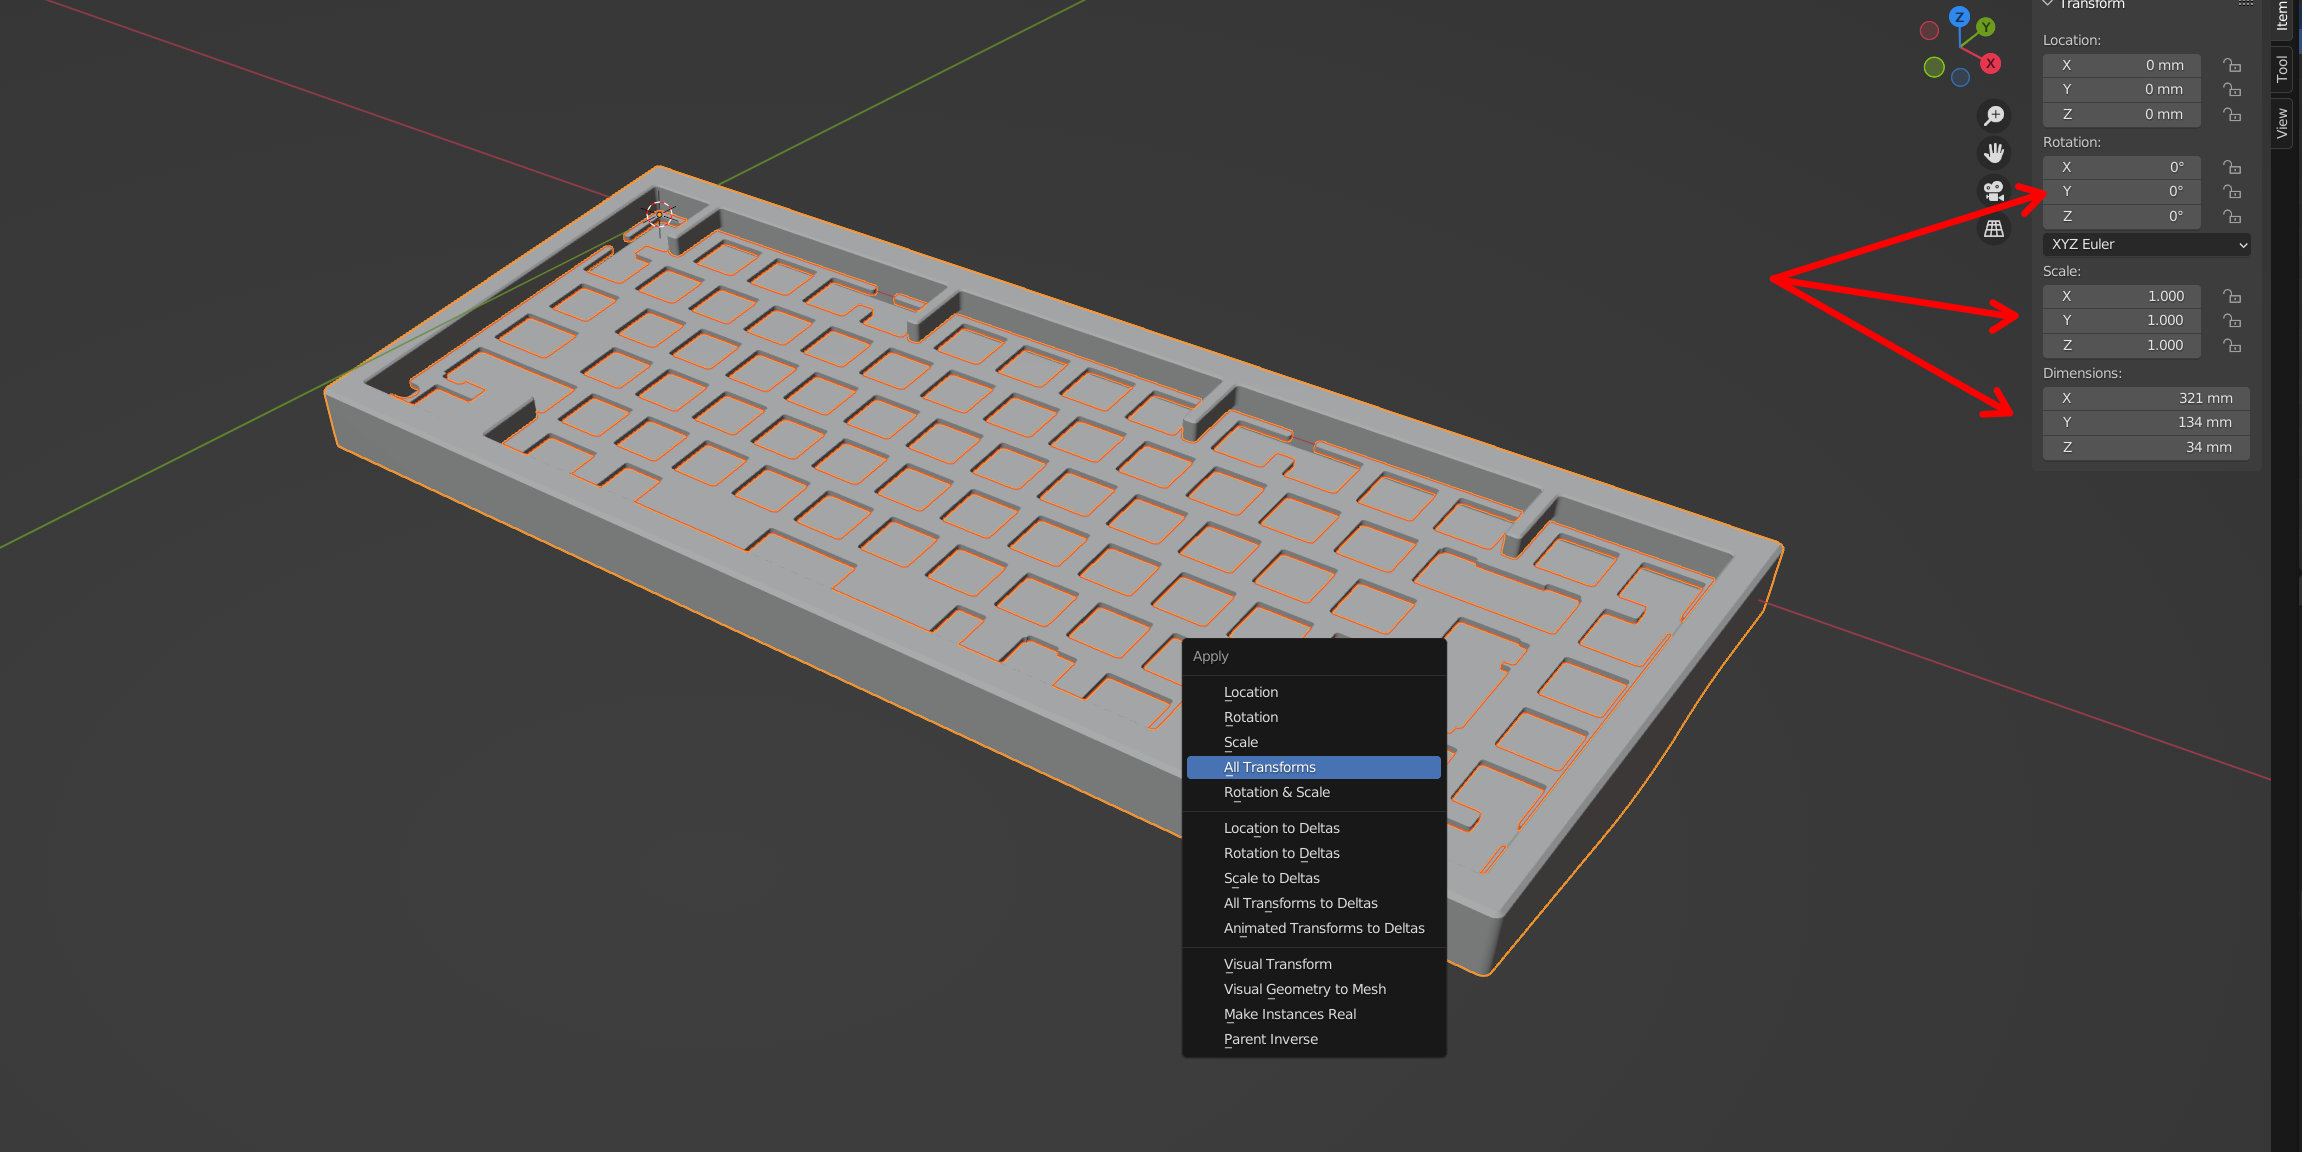 Transform
Location:
X 0 mm
Y 0 mm
Z 0 mm
Rotation:
X 0°
Y 0°
Z 0°
XYZ Euler
Scale:
X 1.000
Y 1.000
Z 1.000
Dimensions:
X 321 mm
Y 134 mm
Z 34 mm
Item
Tool
View
Z
Y
X
Apply
Location
Rotation
Scale
All Transforms
Rotation & Scale
Location to Deltas
Rotation to Deltas
Scale to Deltas
All Transforms to Deltas
Animated Transforms to Deltas
Visual Transform
Visual Geometry to Mesh
Make Instances Real
Parent Inverse